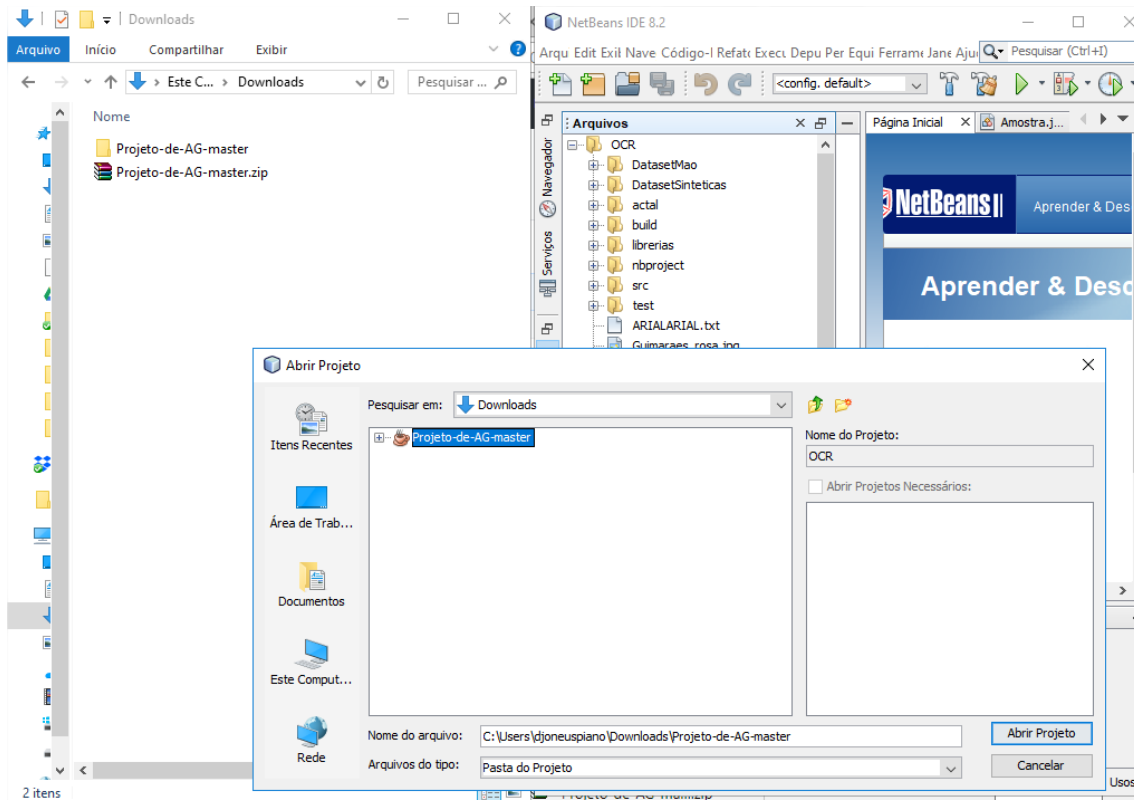 Downloads
Arquivo Início Compartilhar Exibir
Este C... > Downloads
Pesquisar ...
Nome
Projeto-de-AG-master
Projeto-de-AG-master.zip
2 itens
NetBeans IDE 8.2
Arqu Edit Exil Nave Código-I Refato Execu Depu Per Equi Ferrame Jane Ajud
Pesquisar (Ctrl+I)
<config. default>
Arquivos
Navegador
Serviços
OCR
DatasetMao
DatasetSinteticas
actal
build
librerias
nbproject
src
test
ARIALARIAL.txt
Guimaraes_rosa.jpg
Página Inicial
Amostra.j...
NetBeans
Aprender & Des
Aprender & Desc
Abrir Projeto
Pesquisar em: Downloads
Itens Recentes
Área de Trab...
Documentos
Este Comput...
Rede
Projeto-de-AG-master
Nome do Projeto:
OCR
Abrir Projetos Necessários:
Nome do arquivo: C:\Users\djoneuspiano\Downloads\Projeto-de-AG-master
Arquivos do tipo: Pasta do Projeto
Abrir Projeto
Cancelar
Usos